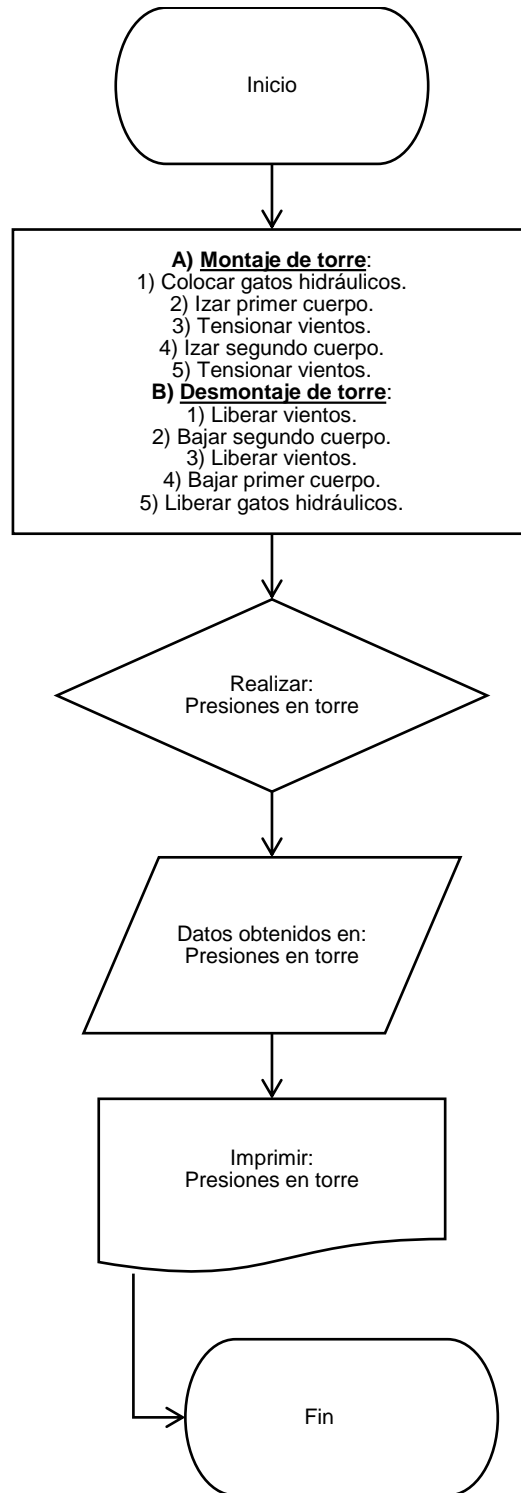 Inicio
A) Montaje de torre:
1) Colocar gatos hidráulicos.
2) Izar primer cuerpo.
3) Tensionar vientos.
4) Izar segundo cuerpo.
5) Tensionar vientos.
B) Desmontaje de torre:
1) Liberar vientos.
2) Bajar segundo cuerpo.
3) Liberar vientos.
4) Bajar primer cuerpo.
5) Liberar gatos hidráulicos.
Realizar:
Presiones en torre
Datos obtenidos en:
Presiones en torre
Imprimir:
Presiones en torre
Fin